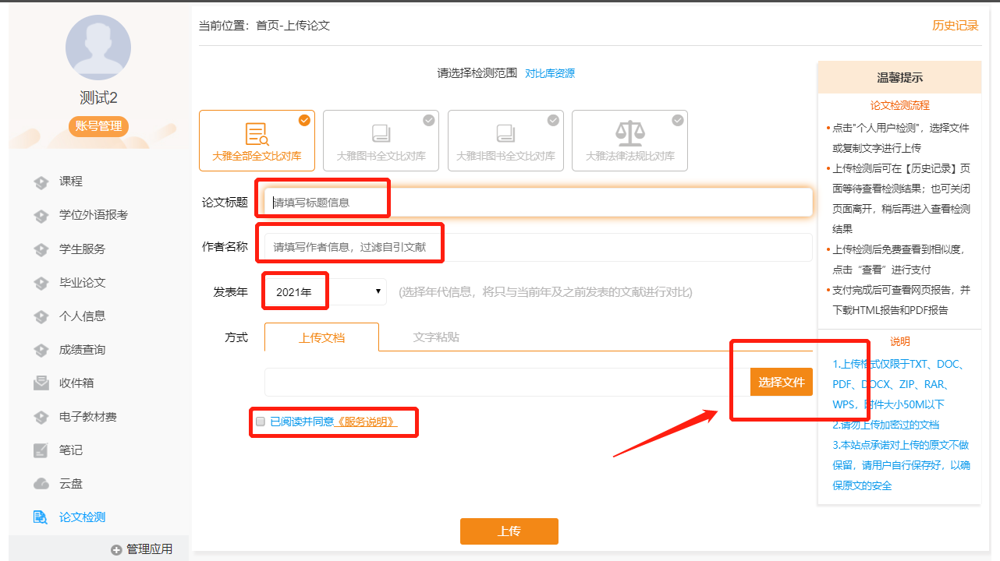 测试2
账号管理
课程
学位外语报考
学生服务
毕业论文
个人信息
成绩查询
收件箱
电子教材费
笔记
云盘
论文检测
管理应用
当前位置：首页-上传论文
历史记录
请选择检测范围 对比库资源
大雅全部全文比对库
大雅图书全文比对库
大雅非图书全文比对库
大雅法律法规比对库
论文标题 请填写标题信息
作者名称 请填写作者信息，过滤自引文献
发表年 2021年 (选择年代信息，将只与当前年及之前发表的文献进行对比)
方式 上传文档 文字粘贴
选择文件
已阅读并同意《服务说明》
上传
温馨提示
论文检测流程
点击"个人用户检测"，选择文件
或复制文字进行上传
上传检测后可在【历史记录】页
面等待查看检测结果；也可关闭
页面离开，稍后再进入查看检测
结果
上传检测后免费查看到相似度，
点击“查看”进行支付
支付完成后可查看网页报告，并
下载HTML报告和PDF报告
说明
1.上传格式仅限于TXT、DOC、
PDF、DOCX、ZIP、RAR、
WPS，附件大小50M以下
2.请勿上传加密过的文档
3.本站点承诺对上传的原文不做
保留，请用户自行保存好，以确
保原文的安全